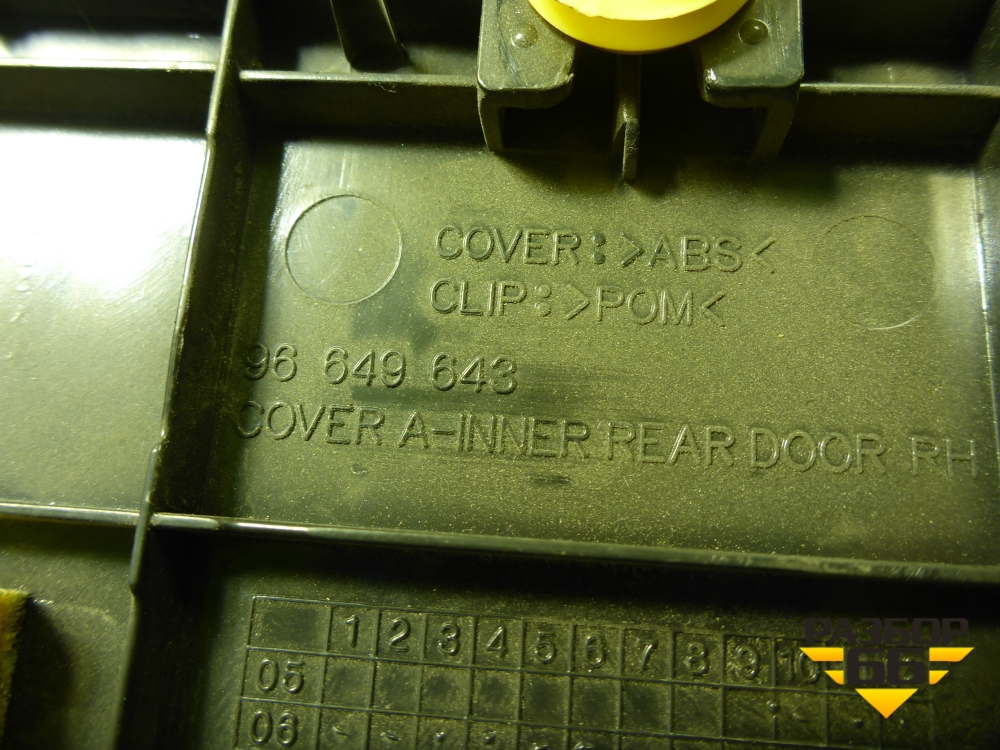 COVER:>ABS<
CLIP:>POM<
96 649 643
COVER A-INNER REAR DOOR RH
1 2 3 4 5 6 7 8 9 10
05
06
РАЗБОР
66